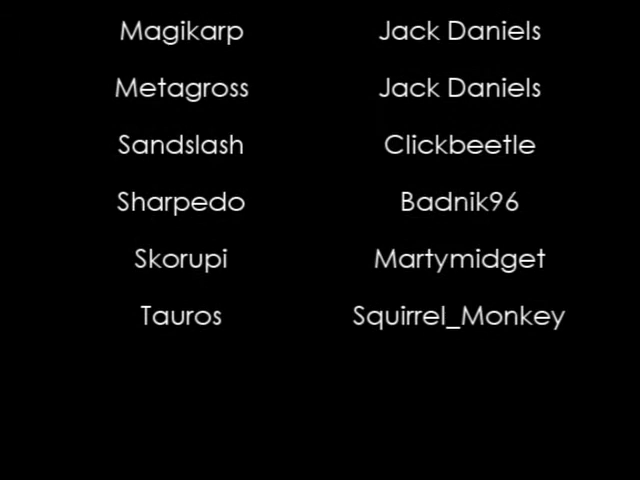 Magikarp Jack Daniels
Metagross Jack Daniels
Sandslash Clickbeetle
Sharpedo Badnik96
Skorupi Martymidget
Tauros Squirrel_Monkey